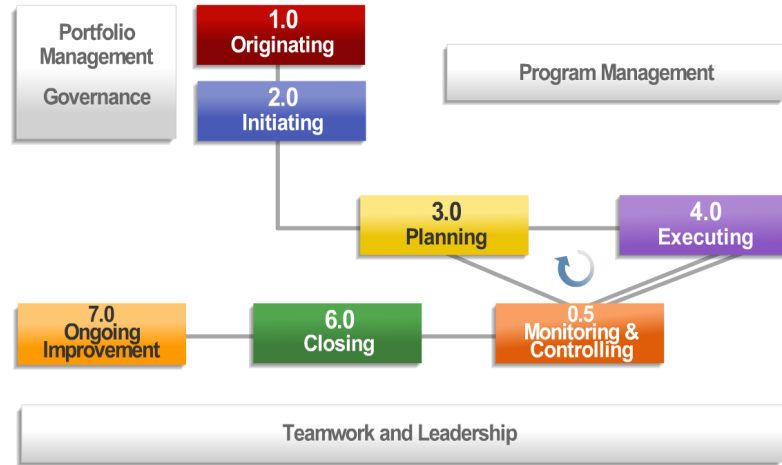 Portfolio
Management
Governance
1.0
Originating
2.0
Initiating
Program Management
3.0
Planning
4.0
Executing
7.0
Ongoing
Improvement
6.0
Closing
0.5
Monitoring &
Controlling
Teamwork and Leadership